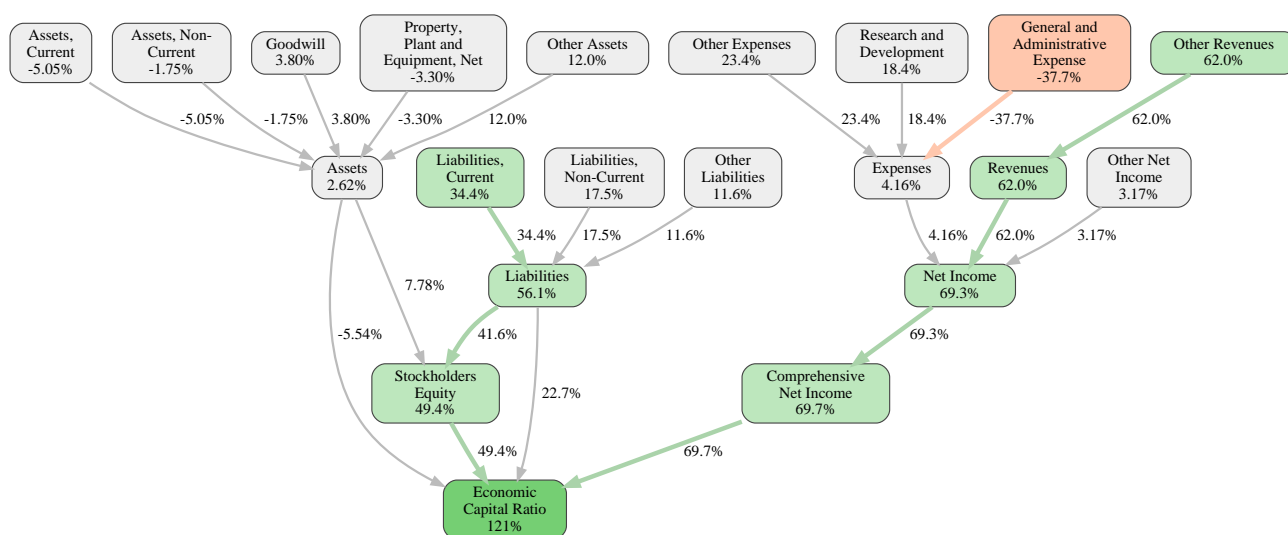 Assets,
Current
-5.05%
Assets, Non-
Current
-1.75%
Goodwill
3.80%
Property,
Plant and
Equipment, Net
-3.30%
Other Assets
12.0%
Other Expenses
23.4%
Research and
Development
18.4%
General and
Administrative
Expense
-37.7%
Other Revenues
62.0%
-5.05%
-1.75%
3.80%
-3.30%
12.0%
23.4%
18.4%
-37.7%
62.0%
Assets
2.62%
Liabilities,
Current
34.4%
Liabilities,
Non-Current
17.5%
Other
Liabilities
11.6%
Expenses
4.16%
Revenues
62.0%
Other Net
Income
3.17%
34.4%
17.5%
11.6%
4.16%
62.0%
3.17%
Liabilities
56.1%
Net Income
69.3%
7.78%
-5.54%
41.6%
22.7%
69.3%
Stockholders
Equity
49.4%
Comprehensive
Net Income
69.7%
49.4%
69.7%
Economic
Capital Ratio
121%